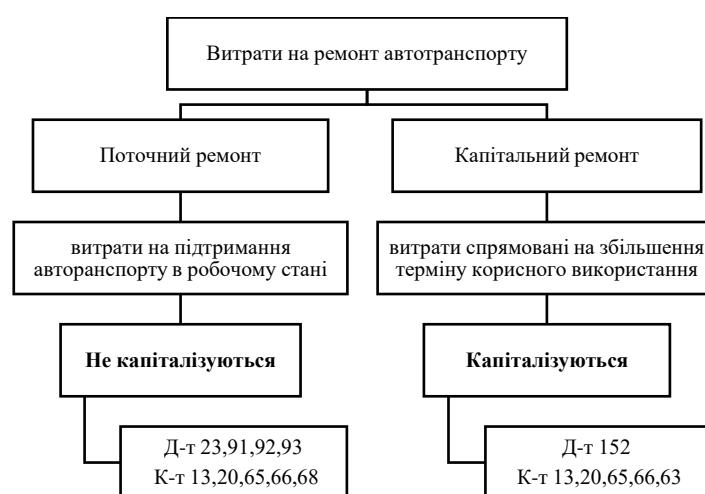 Витрати на ремонт автотранспорту
Поточний ремонт
Капітальний ремонт
витрати на підтримання
авторанспорту в робочому стані
витрати спрямовані на збільшення
терміну корисного використання
Не капіталізуються
Капіталізуються
Д-т 23,91,92,93
К-т 13,20,65,66,68
Д-т 152
К-т 13,20,65,66,63